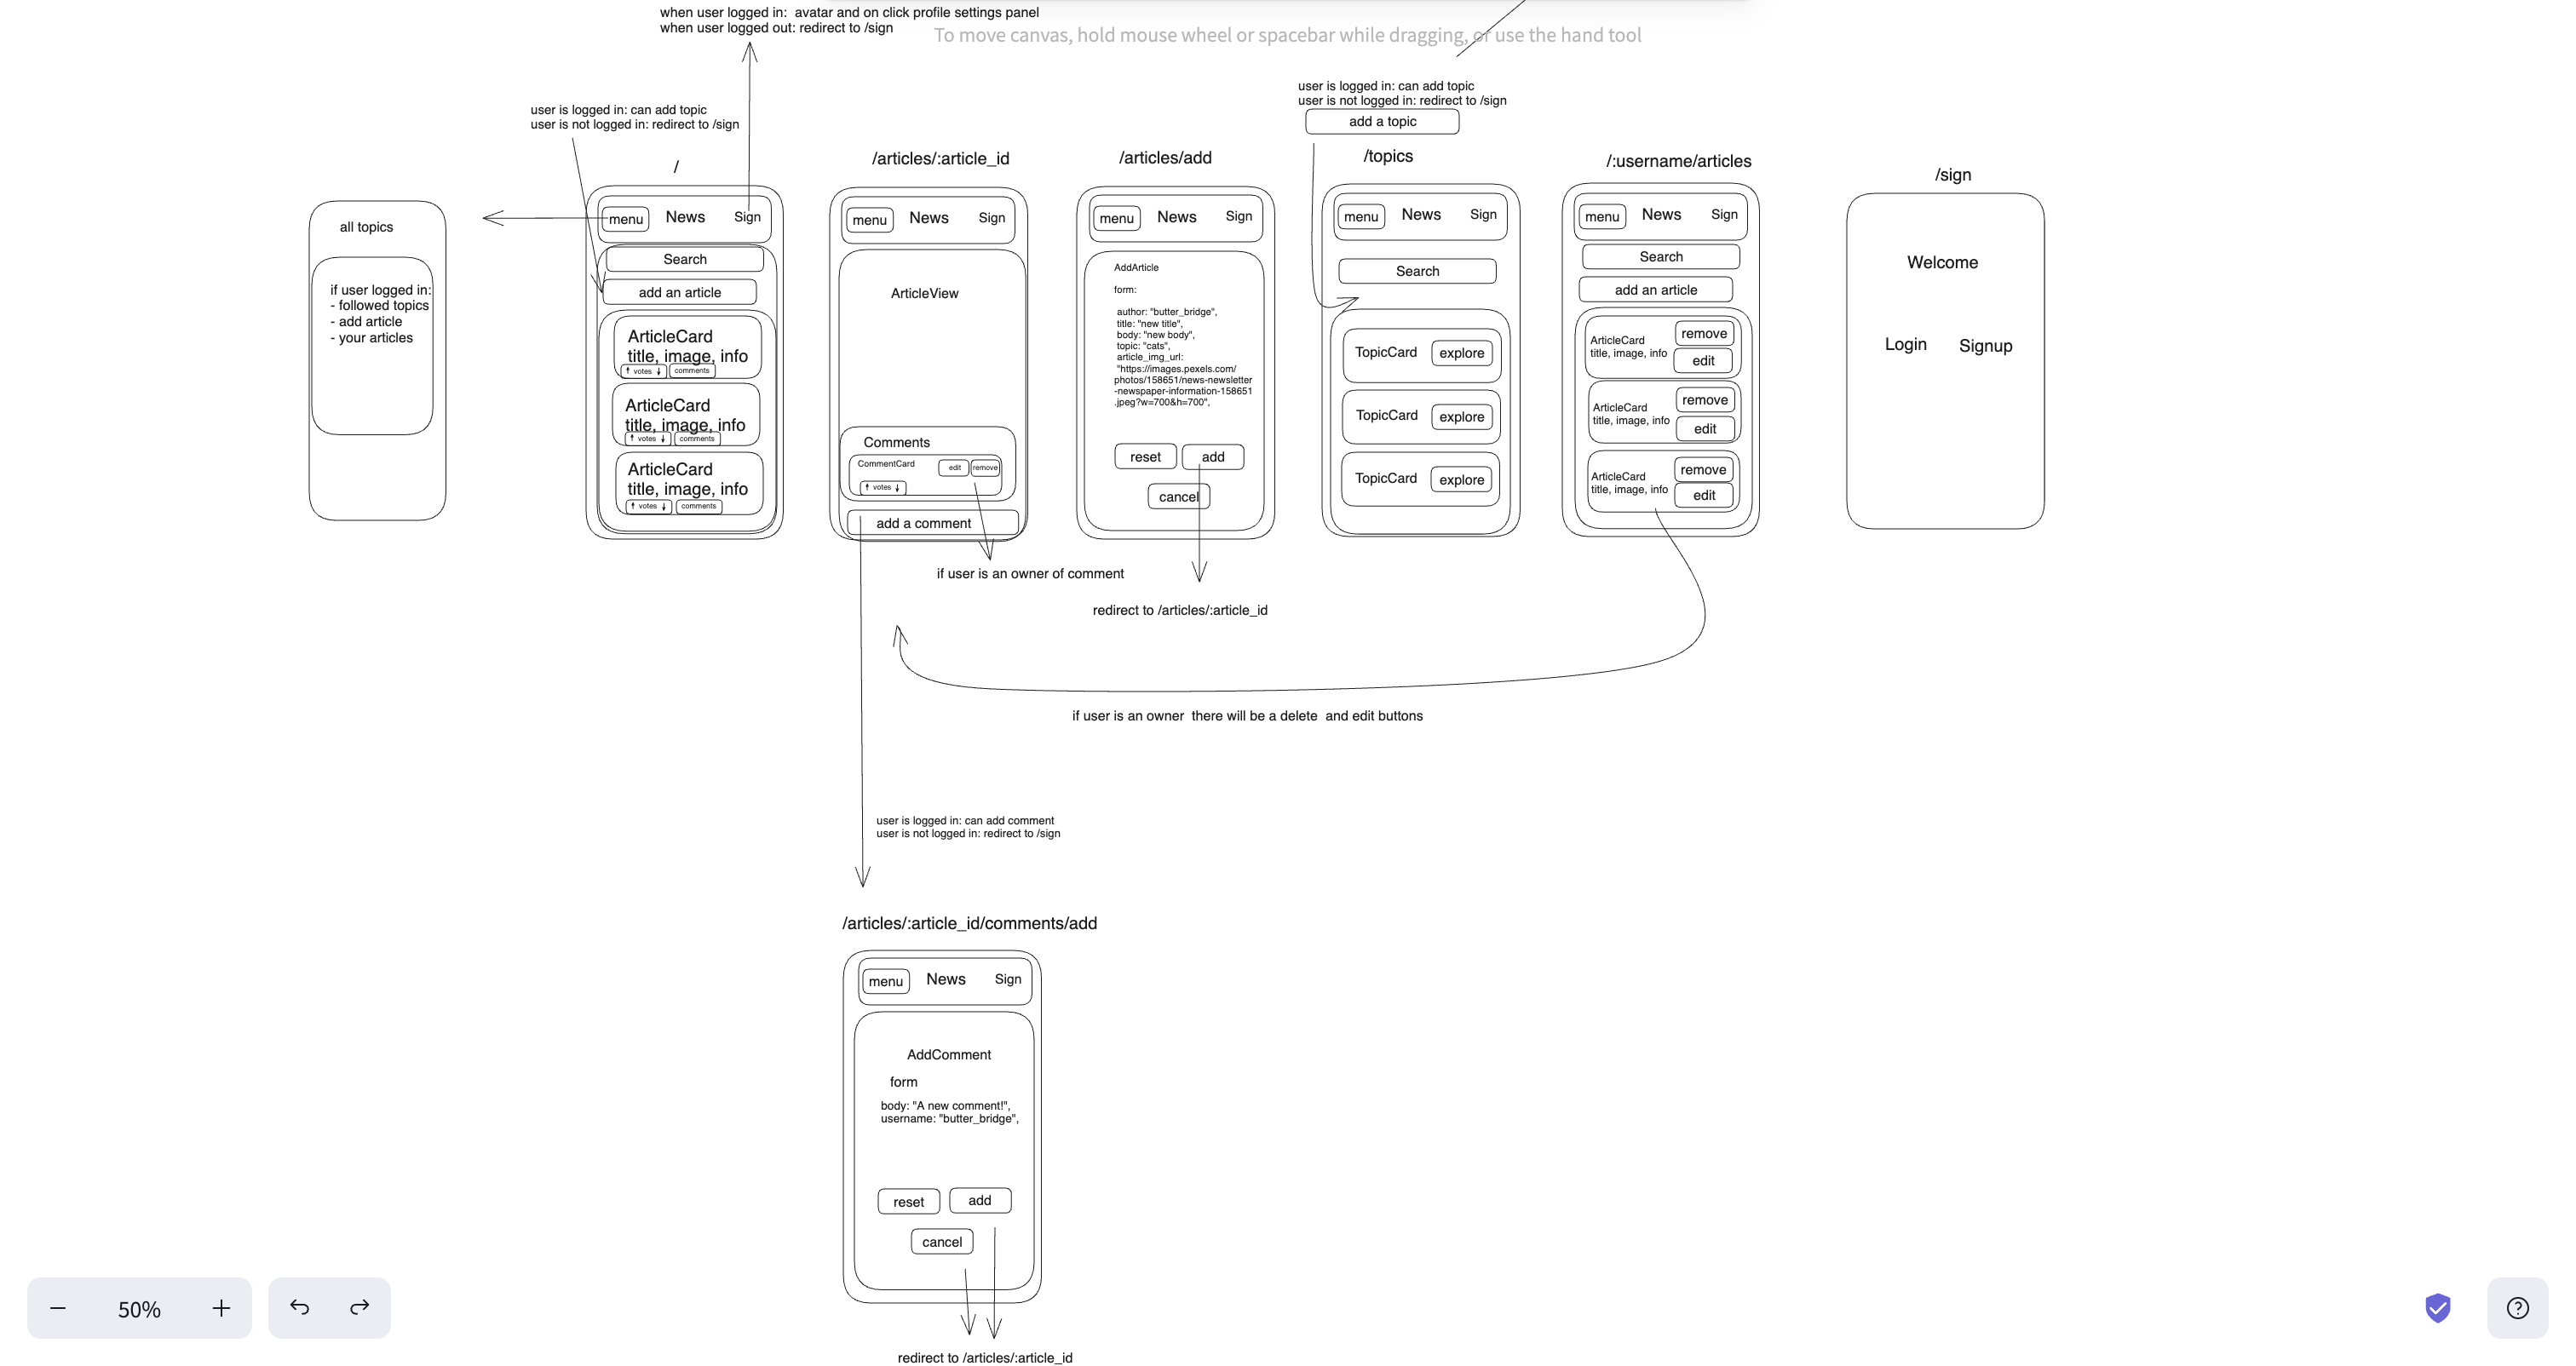 when user logged in:  avatar and on click profile settings panel
when user logged out: redirect to /sign
To move canvas, hold mouse wheel or spacebar while dragging, or use the hand tool
user is logged in: can add topic
user is not logged in: redirect to /sign
user is logged in: can add topic
user is not logged in: redirect to /sign
add a topic
all topics
if user logged in:
- followed topics
- add article
- your articles
/
menu
News
Sign
Search
add an article
ArticleCard
title, image, info
↑ votes ↓
comments
ArticleCard
title, image, info
↑ votes ↓
comments
ArticleCard
title, image, info
↑ votes ↓
comments
/articles/:article_id
menu
News
Sign
ArticleView
Comments
CommentCard
edit
remove
↑ votes ↓
add a comment
if user is an owner of comment
/articles/add
menu
News
Sign
AddArticle
form:
author: "butter_bridge",
title: "new title",
body: "new body",
topic: "cats",
article_img_url:
"https://images.pexels.com/
photos/158651/news-newsletter
-newspaper-information-158651
.jpeg?w=700&h=700",
reset
add
cancel
redirect to /articles/:article_id
/topics
menu
News
Sign
Search
TopicCard
explore
TopicCard
explore
TopicCard
explore
/:username/articles
menu
News
Sign
Search
add an article
ArticleCard
title, image, info
remove
edit
ArticleCard
title, image, info
remove
edit
ArticleCard
title, image, info
remove
edit
/sign
Welcome
Login
Signup
if user is an owner  there will be a delete  and edit buttons
user is logged in: can add comment
user is not logged in: redirect to /sign
/articles/:article_id/comments/add
menu
News
Sign
AddComment
form
body: "A new comment!",
username: "butter_bridge",
reset
add
cancel
redirect to /articles/:article_id
50%